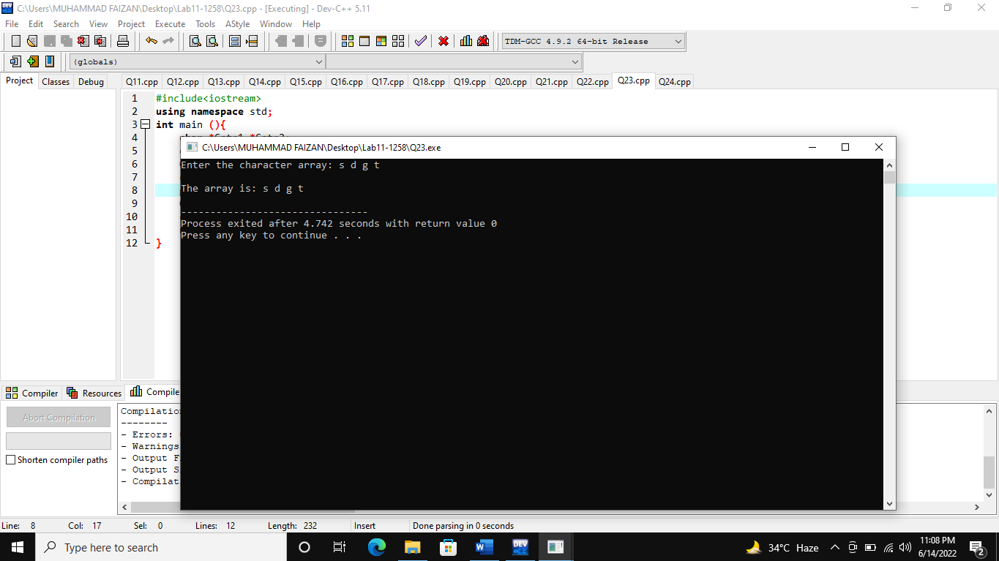 C:\Users\MUHAMMAD FAIZAN\Desktop\Lab11-1258\Q23.cpp - [Executing] - Dev-C++ 5.11
File Edit Search View Project Execute Tools AStyle Window Help
TDM-GCC 4.9.2 64-bit Release
(globals)
Project Classes Debug Q11.cpp Q12.cpp Q13.cpp Q14.cpp Q15.cpp Q16.cpp Q17.cpp Q18.cpp Q19.cpp Q20.cpp Q21.cpp Q22.cpp Q23.cpp Q24.cpp
1 #include<iostream>
2 using namespace std;
3 int main (){
4
5
6
7
8
9
10
11
12 }
C:\Users\MUHAMMAD FAIZAN\Desktop\Lab11-1258\Q23.exe
Enter the character array: s d g t
The array is: s d g t
--------------------------------
Process exited after 4.742 seconds with return value 0
Press any key to continue . . .
Compiler Resources Compile
Abort Compilation
Shorten compiler paths
Compilatio
--------
- Errors:
- Warnings
- Output F
- Output S
- Compilat
Line: 8 Col: 17 Sel: 0 Lines: 12 Length: 232 Insert Done parsing in 0 seconds
Type here to search
DEV
34°C Haze
11:08 PM
6/14/2022
2